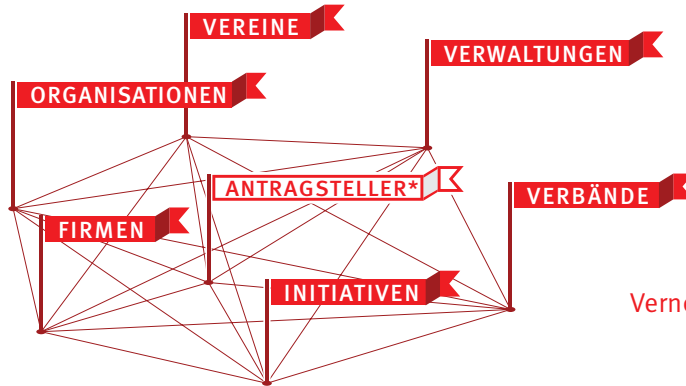 VEREINE
VERWALTUNGEN
ORGANISATIONEN
ANTRAGSTELLER*
VERBÄNDE
FIRMEN
INITIATIVEN